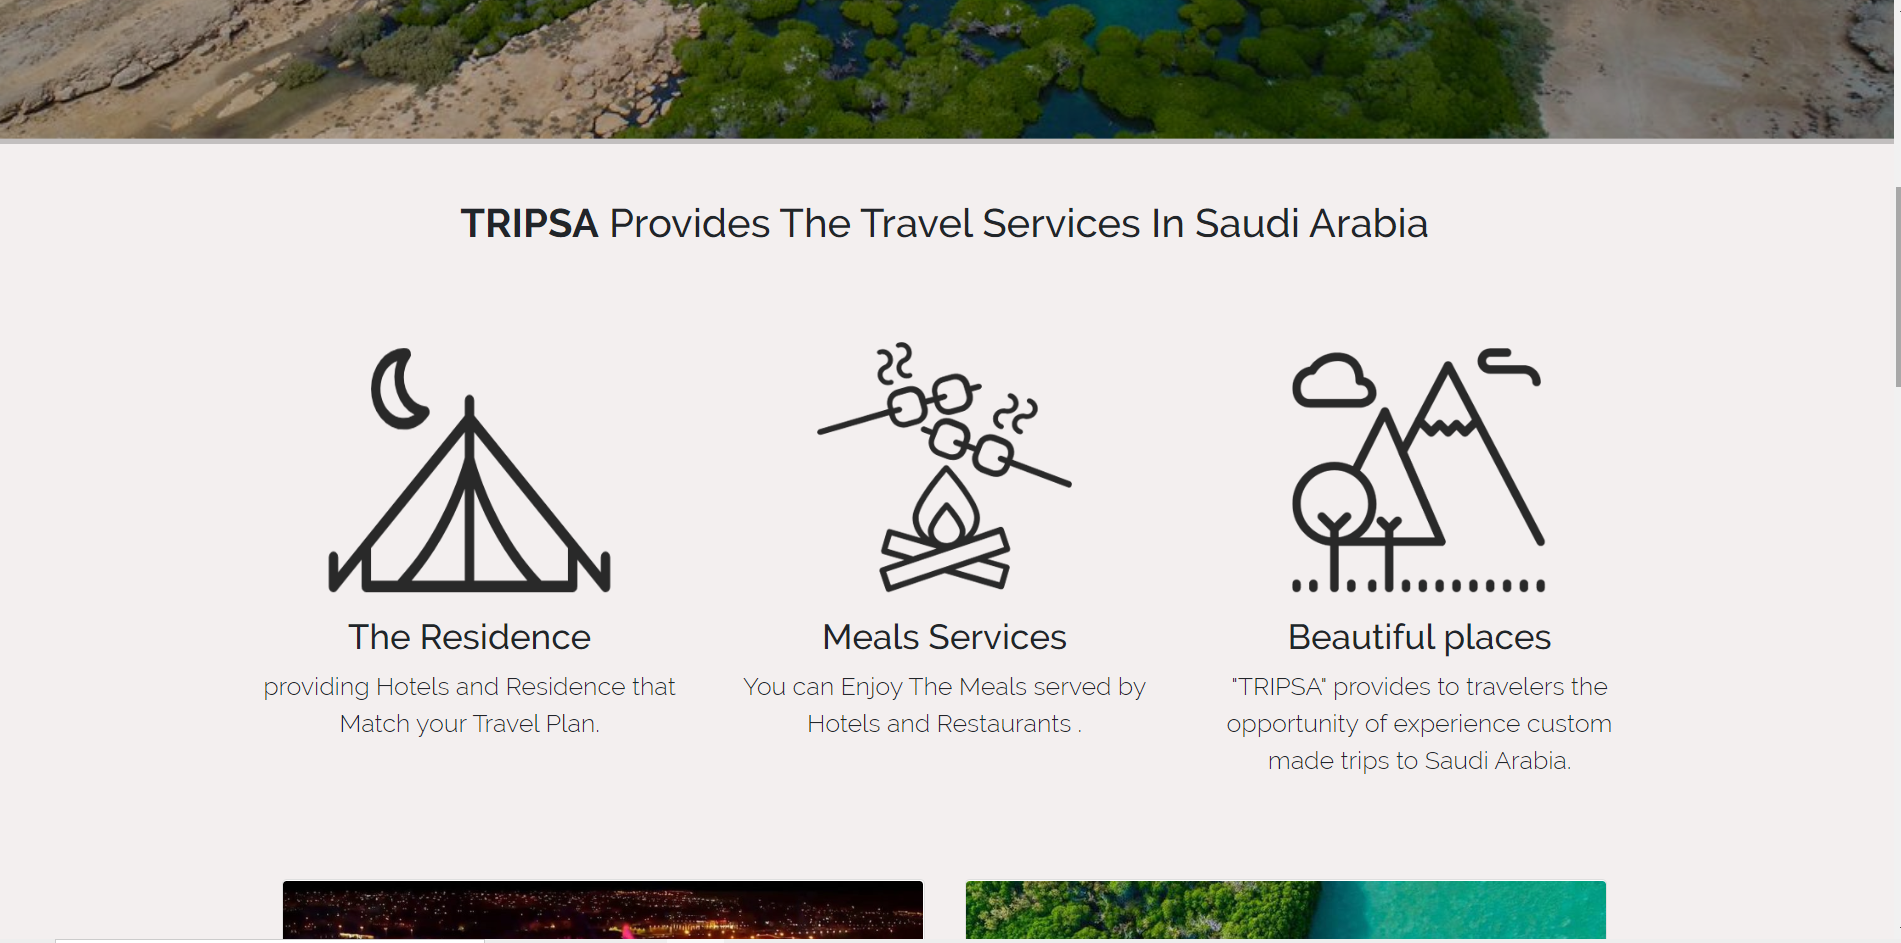 TRIPSA Provides The Travel Services In Saudi Arabia
The Residence
providing Hotels and Residence that
Match your Travel Plan.
Meals Services
You can Enjoy The Meals served by
Hotels and Restaurants .
Beautiful places
"TRIPSA" provides to travelers the
opportunity of experience custom
made trips to Saudi Arabia.